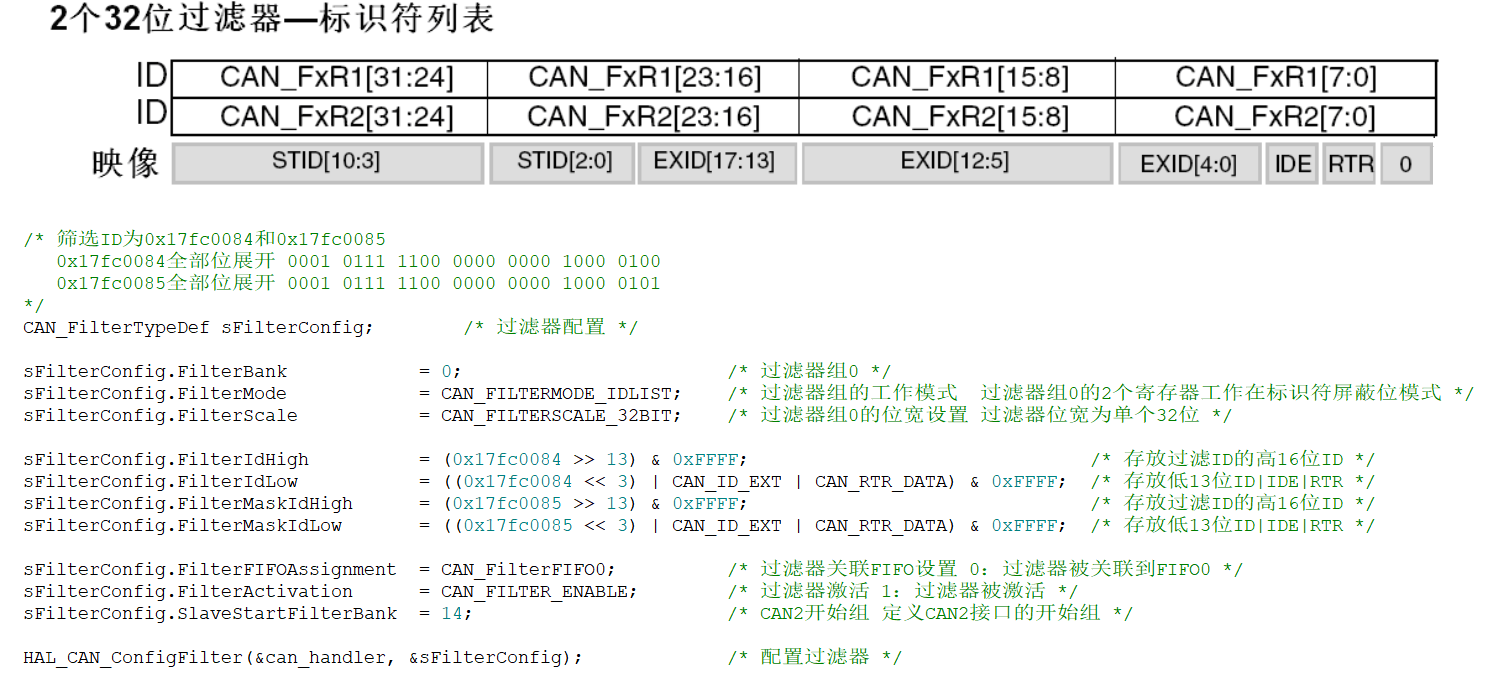 2个32位过滤器—标识符列表
ID CAN_FxR1[31:24] CAN_FxR1[23:16] CAN_FxR1[15:8] CAN_FxR1[7:0]
ID CAN_FxR2[31:24] CAN_FxR2[23:16] CAN_FxR2[15:8] CAN_FxR2[7:0]
映像 STID[10:3] STID[2:0] EXID[17:13] EXID[12:5] EXID[4:0] IDE RTR 0
/* 筛选ID为0x17fc0084和0x17fc0085
0x17fc0084全部位展开 0001 0111 1100 0000 0000 1000 0100
0x17fc0085全部位展开 0001 0111 1100 0000 0000 1000 0101
*/
CAN_FilterTypeDef sFilterConfig; /* 过滤器配置 */
sFilterConfig.FilterBank = 0; /* 过滤器组0 */
sFilterConfig.FilterMode = CAN_FILTERMODE_IDLIST; /* 过滤器组的工作模式 过滤器组0的2个寄存器工作在标识符屏蔽位模式 */
sFilterConfig.FilterScale = CAN_FILTERSCALE_32BIT; /* 过滤器组0的位宽设置 过滤器位宽为单个32位 */
sFilterConfig.FilterIdHigh = (0x17fc0084 >> 13) & 0xFFFF; /* 存放过滤ID的高16位ID */
sFilterConfig.FilterIdLow = ((0x17fc0084 << 3) | CAN_ID_EXT | CAN_RTR_DATA) & 0xFFFF; /* 存放低13位ID|IDE|RTR */
sFilterConfig.FilterMaskIdHigh = (0x17fc0085 >> 13) & 0xFFFF; /* 存放过滤ID的高16位ID */
sFilterConfig.FilterMaskIdLow = ((0x17fc0085 << 3) | CAN_ID_EXT | CAN_RTR_DATA) & 0xFFFF; /* 存放低13位ID|IDE|RTR */
sFilterConfig.FilterFIFOAssignment = CAN_FilterFIFO0; /* 过滤器关联FIFO设置 0：过滤器被关联到FIFO0 */
sFilterConfig.FilterActivation = CAN_FILTER_ENABLE; /* 过滤器激活 1：过滤器被激活 */
sFilterConfig.SlaveStartFilterBank = 14; /* CAN2开始组 定义CAN2接口的开始组 */
HAL_CAN_ConfigFilter(&can_handler, &sFilterConfig); /* 配置过滤器 */